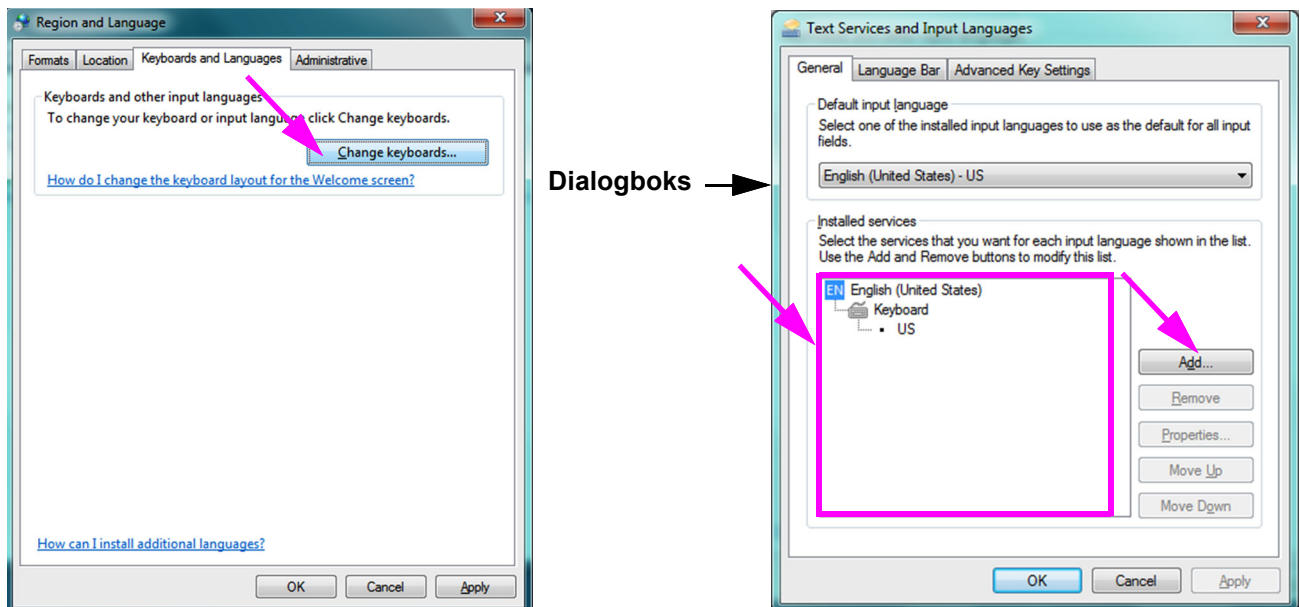 Region and Language
Formats Location Keyboards and Languages Administrative
Keyboards and other input languages
To change your keyboard or input language click Change keyboards.
Change keyboards...
How do I change the keyboard layout for the Welcome screen?
How can I install additional languages?
OK Cancel Apply
Dialogboks
Text Services and Input Languages
General Language Bar Advanced Key Settings
Default input language
Select one of the installed input languages to use as the default for all input
fields.
English (United States) - US
Installed services
Select the services that you want for each input language shown in the list.
Use the Add and Remove buttons to modify this list.
EN English (United States)
Keyboard
US
Add...
Remove
Properties...
Move Up
Move Down
OK Cancel Apply